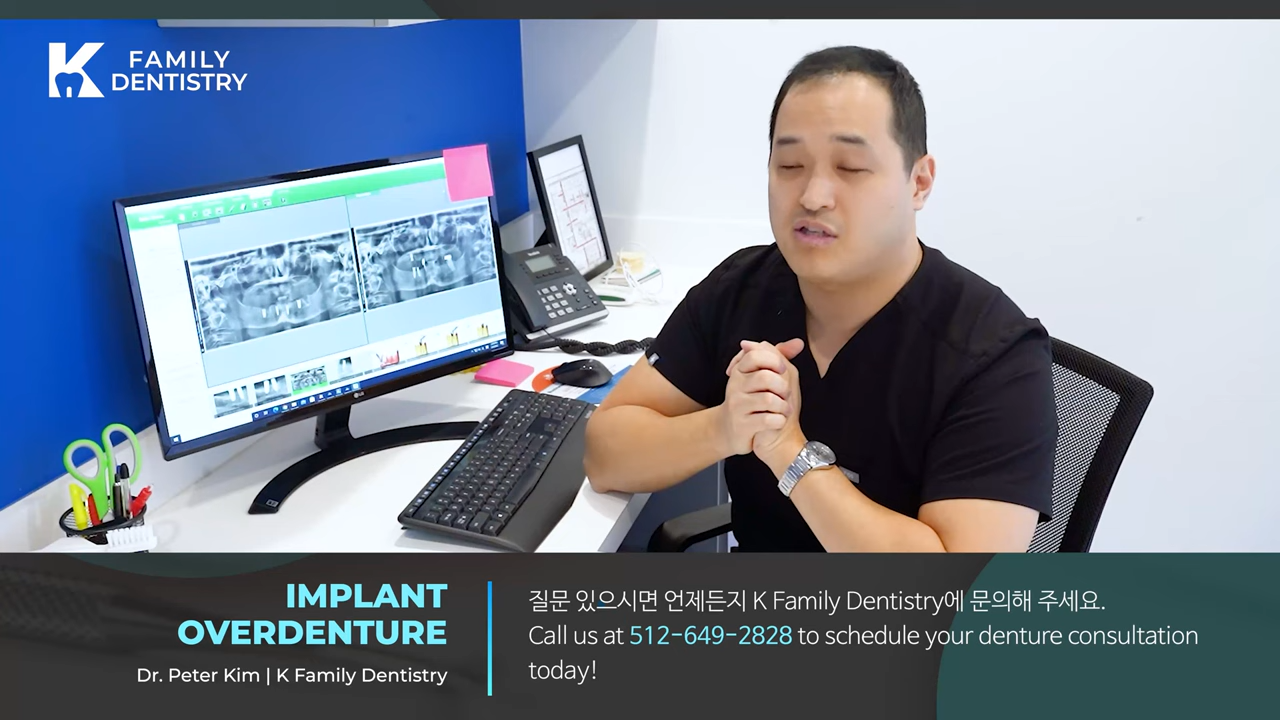 K FAMILY
DENTISTRY
IMPLANT
OVERDENTURE
Dr. Peter Kim | K Family Dentistry
질문 있으시면 언제든지 K Family Dentistry에 문의해 주세요.
Call us at 512-649-2828 to schedule your denture consultation
today!